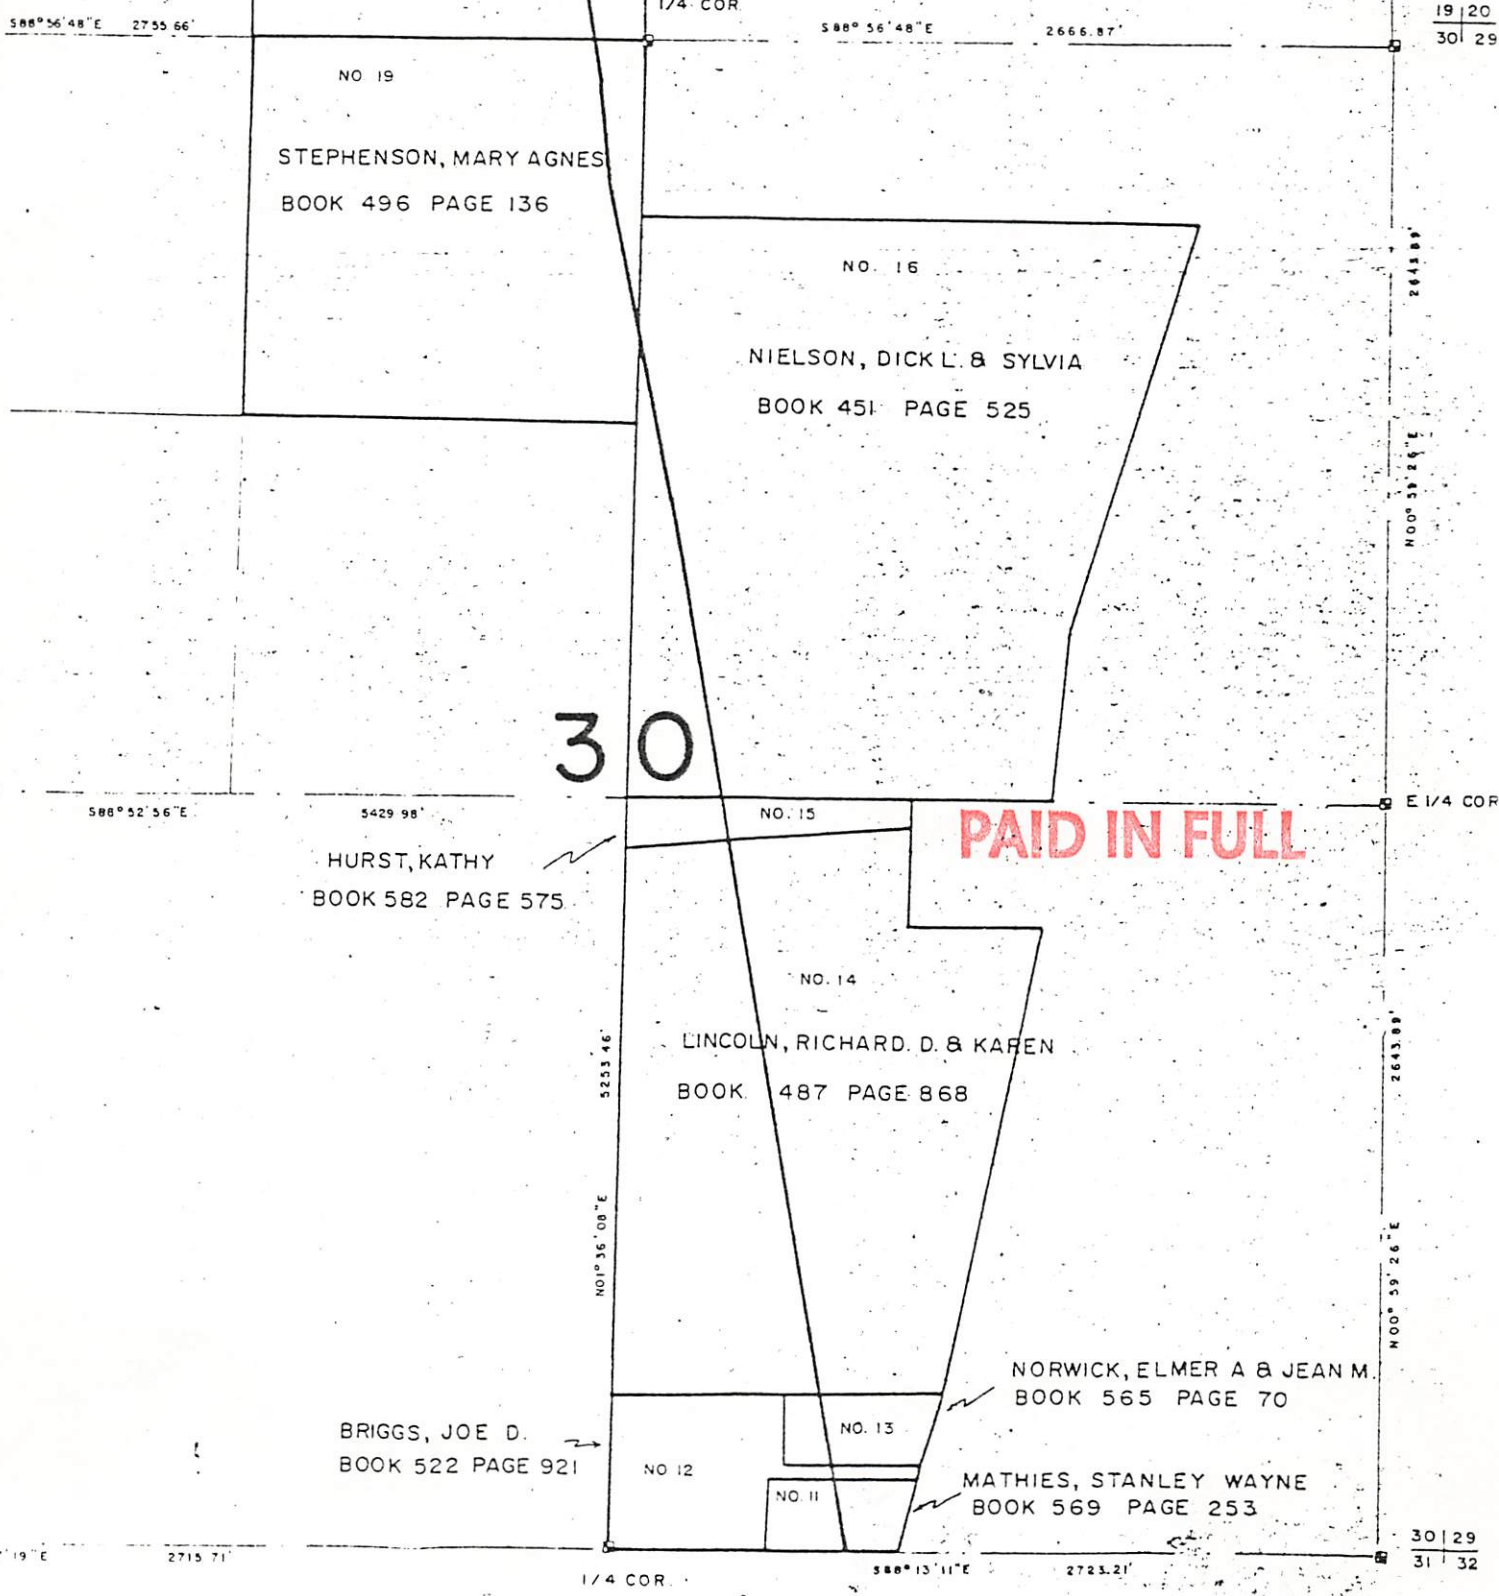 1/4 COR
S88°56'48"E 2755.66'
S88°56'48"E 2666.87'
19 | 20
30 | 29
NO. 19
STEPHENSON, MARY AGNES
BOOK 496 PAGE 136
NO. 16
NIELSON, DICK L. & SYLVIA
BOOK 451 PAGE 525
2643.89'
N00°59'26"E
30
S88°52'56"E 5429.98'
E 1/4 COR
NO. 15
PAID IN FULL
HURST, KATHY
BOOK 582 PAGE 575
NO. 14
LINCOLN, RICHARD. D. & KAREN
BOOK 487 PAGE 868
5253.46'
N01°36'08"E
2643.89'
N00°59'26"E
NORWICK, ELMER A & JEAN M.
BOOK 565 PAGE 70
BRIGGS, JOE D.
BOOK 522 PAGE 921
NO. 13
NO 12
NO. 11
MATHIES, STANLEY WAYNE
BOOK 569 PAGE 253
'19"E 2715.71'
1/4 COR.
S88°13'11"E 2723.21'
30 | 29
31 | 32